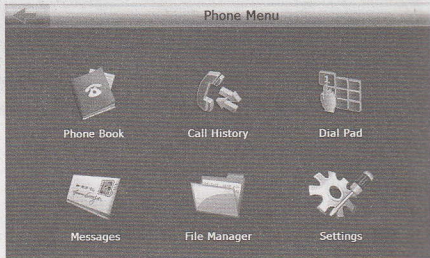 Phone Menu
Phone Book Call History Dial Pad
Messages File Manager Settings